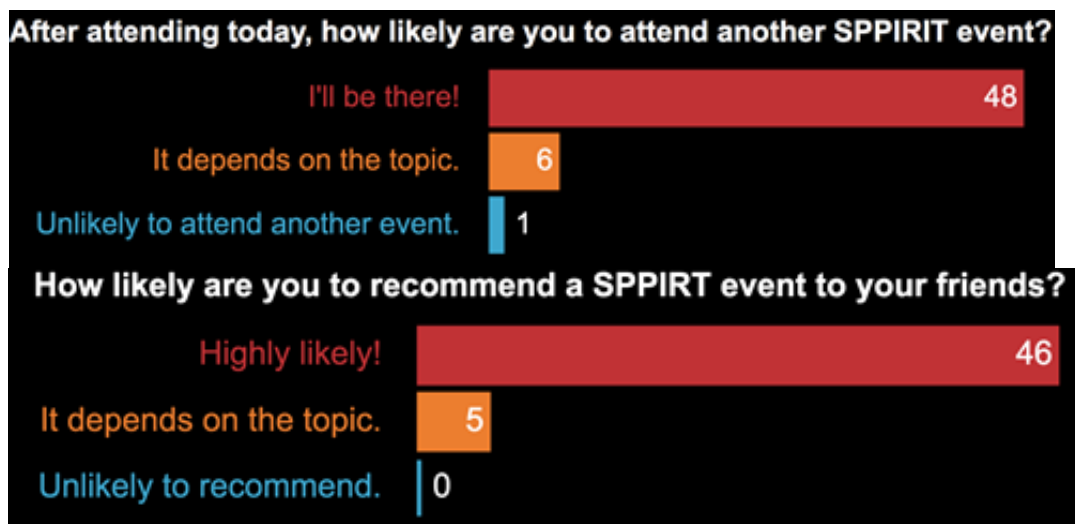 After attending today, how likely are you to attend another SPPIRIT event?
I'll be there! 48
It depends on the topic. 6
Unlikely to attend another event. 1
How likely are you to recommend a SPPIRT event to your friends?
Highly likely! 46
It depends on the topic. 5
Unlikely to recommend. 0